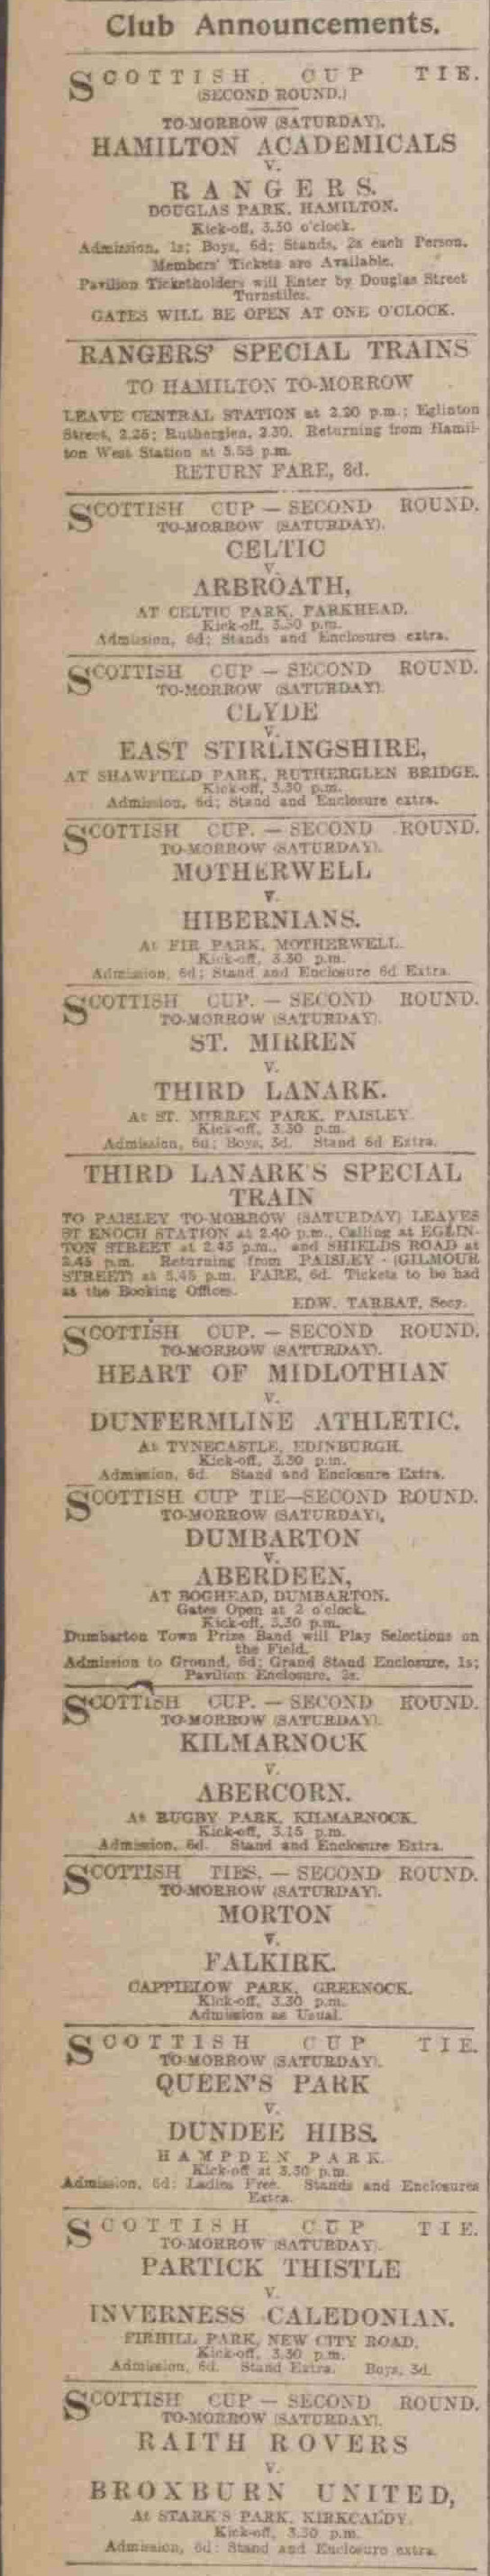 Club Announcements.
SCOTTISH CUP TIE.
(SECOND ROUND.)
TO-MORROW (SATURDAY).
HAMILTON ACADEMICALS
V.
RANGERS.
DOUGLAS PARK, HAMILTON.
Kick-off, 3.30 o'clock.
Admission, 1s; Boys, 6d; Stands, 2s each Person.
Members' Tickets are Available.
Pavilion Ticketholders will Enter by Douglas Street
Turnstiles.
GATES WILL BE OPEN AT ONE O'CLOCK.
RANGERS' SPECIAL TRAINS
TO HAMILTON TO-MORROW
LEAVE CENTRAL STATION at 2.20 p.m.; Eglinton
Street, 2.25; Rutherglen, 2.30. Returning from Hamil-
ton West Station at 5.55 p.m.
RETURN FARE, 8d.
SCOTTISH CUP — SECOND ROUND.
TO-MORROW (SATURDAY).
CELTIC
V.
ARBROATH,
AT CELTIC PARK, PARKHEAD.
Kick-off, 3.30 p.m.
Admission, 6d; Stands and Enclosures extra.
SCOTTISH CUP — SECOND ROUND.
TO-MORROW (SATURDAY).
CLYDE
V.
EAST STIRLINGSHIRE,
AT SHAWFIELD PARK, RUTHERGLEN BRIDGE.
Kick-off, 3.30 p.m.
Admission, 6d; Stand and Enclosure extra.
SCOTTISH CUP. — SECOND ROUND.
TO-MORROW (SATURDAY).
MOTHERWELL
V.
HIBERNIANS.
At FIR PARK, MOTHERWELL.
Kick-off, 3.30 p.m.
Admission, 6d; Stand and Enclosure 6d Extra.
SCOTTISH CUP. — SECOND ROUND.
TO-MORROW (SATURDAY).
ST. MIRREN
V.
THIRD LANARK.
At ST. MIRREN PARK, PAISLEY.
Kick-off, 3.30 p.m.
Admission, 6d; Boys, 3d. Stand 6d Extra.
THIRD LANARK'S SPECIAL
TRAIN
TO PAISLEY TO-MORROW (SATURDAY) LEAVES
ST ENOCH STATION at 2.40 p.m., Calling at EGLIN-
TON STREET at 2.43 p.m., and SHIELDS ROAD at
2.45 p.m. Returning from PAISLEY - (GILMOUR
STREET) at 5.45 p.m. FARE, 6d. Tickets to be had
at the Booking Offices.
EDW. TARBAT, Secy.
SCOTTISH CUP. — SECOND ROUND.
TO-MORROW (SATURDAY).
HEART OF MIDLOTHIAN
V.
DUNFERMLINE ATHLETIC.
At TYNECASTLE, EDINBURGH.
Kick-off, 3.30 p.m.
Admission, 6d. Stand and Enclosure Extra.
SCOTTISH CUP TIE—SECOND ROUND.
TO-MORROW (SATURDAY),
DUMBARTON
V.
ABERDEEN,
AT BOGHEAD, DUMBARTON.
Gates Open at 2 o'clock.
Kick-off, 3.30 p.m.
Dumbarton Town Prize Band will Play Selections on
the Field.
Admission to Ground, 6d; Grand Stand Enclosure, 1s;
Pavilion Enclosure, 2s.
SCOTTISH CUP. — SECOND ROUND.
TO-MORROW (SATURDAY).
KILMARNOCK
V.
ABERCORN.
At RUGBY PARK, KILMARNOCK.
Kick-off, 3.15 p.m.
Admission, 6d. Stand and Enclosure Extra.
SCOTTISH TIES. — SECOND ROUND.
TO-MORROW (SATURDAY).
MORTON
V.
FALKIRK.
CAPPIELOW PARK, GREENOCK.
Kick-off, 3.30 p.m.
Admission as Usual.
SCOTTISH CUP TIE.
TO-MORROW (SATURDAY).
QUEEN'S PARK
V.
DUNDEE HIBS.
HAMPDEN PARK.
Kick-off at 3.30 p.m.
Admission, 6d; Ladies Free. Stands and Enclosures
Extra.
SCOTTISH CUP TIE.
TO-MORROW (SATURDAY).
PARTICK THISTLE
V.
INVERNESS CALEDONIAN.
FIRHILL PARK, NEW CITY ROAD.
Kick-off, 3.30 p.m.
Admission, 6d. Stand Extra. Boys, 3d.
SCOTTISH CUP — SECOND ROUND.
TO-MORROW (SATURDAY).
RAITH ROVERS
V.
BROXBURN UNITED,
At STARK'S PARK, KIRKCALDY.
Kick-off, 3.30 p.m.
Admission, 6d; Stand and Enclosure extra.